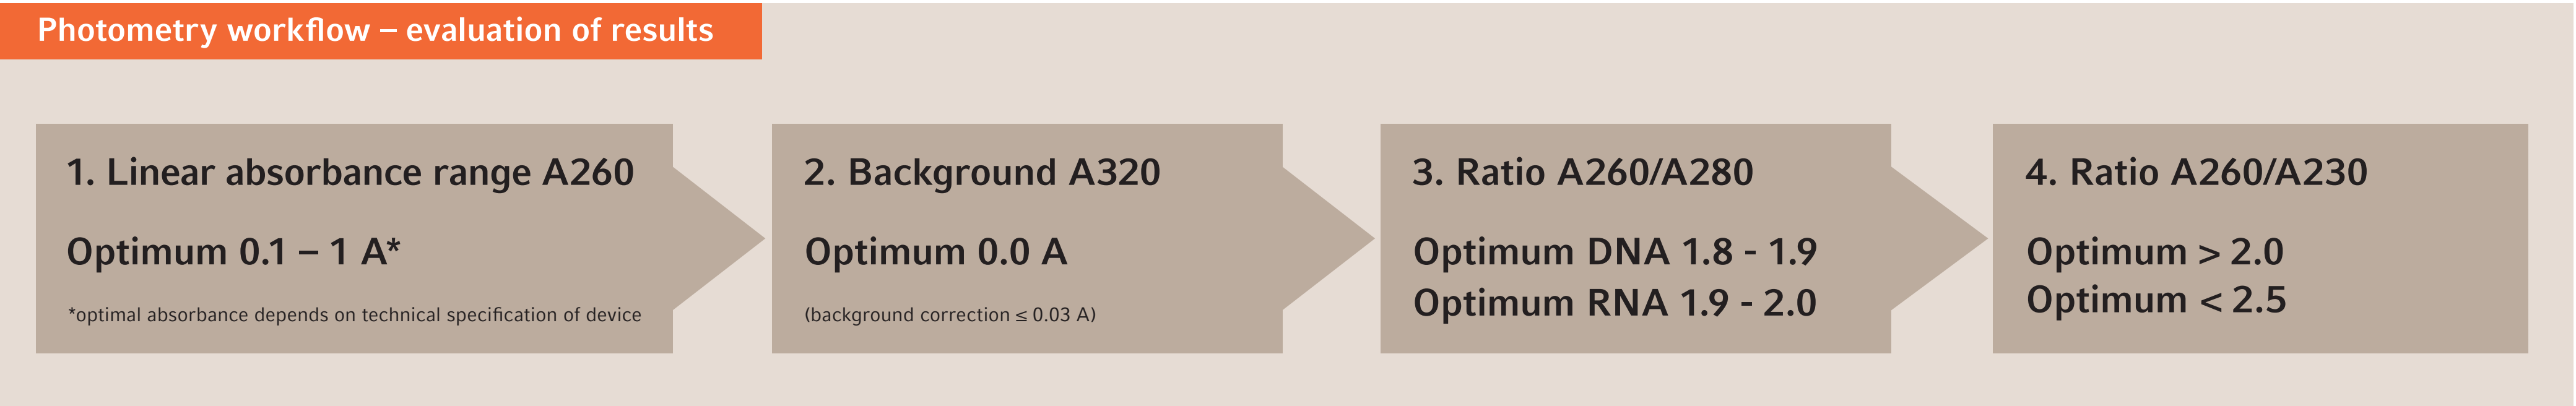 Photometry workflow – evaluation of results
1. Linear absorbance range A260
Optimum 0.1 – 1 A*
*optimal absorbance depends on technical specification of device
2. Background A320
Optimum 0.0 A
(background correction ≤ 0.03 A)
3. Ratio A260/A280
Optimum DNA 1.8 - 1.9
Optimum RNA 1.9 - 2.0
4. Ratio A260/A230
Optimum > 2.0
Optimum < 2.5